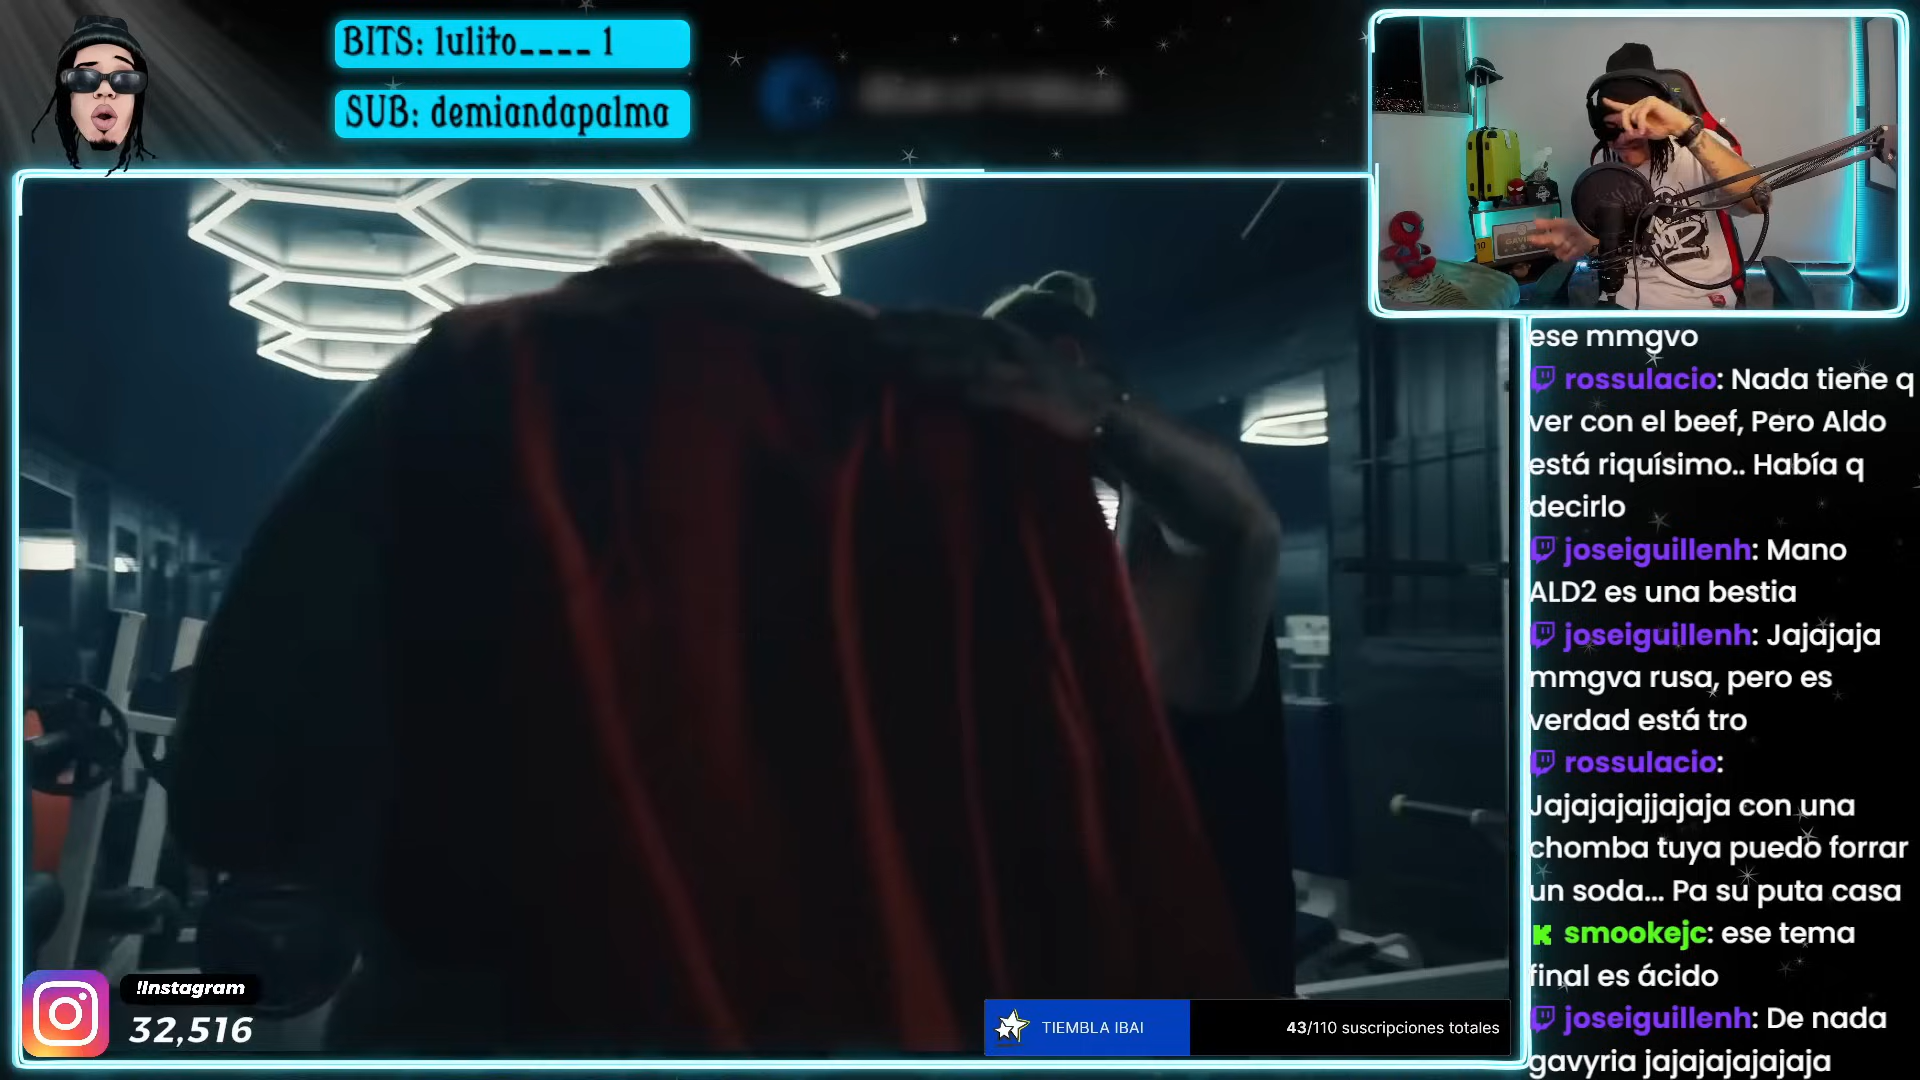 BITS: lulito____ 1
SUB: demiandapalma
ese mmgvo
rossulacio: Nada tiene q
ver con el beef, Pero Aldo
está riquísimo.. Había q
decirlo
joseiguillenh: Mano
ALD2 es una bestia
joseiguillenh: Jajajaja
mmgva rusa, pero es
verdad está tro
rossulacio:
Jajajajajjajaja con una
chomba tuya puedo forrar
un soda... Pa su puta casa
smookejc: ese tema
final es ácido
joseiguillenh: De nada
gavyria jajajajajajaja
!Instagram
32,516
TIEMBLA IBAI
43/110 suscripciones totales